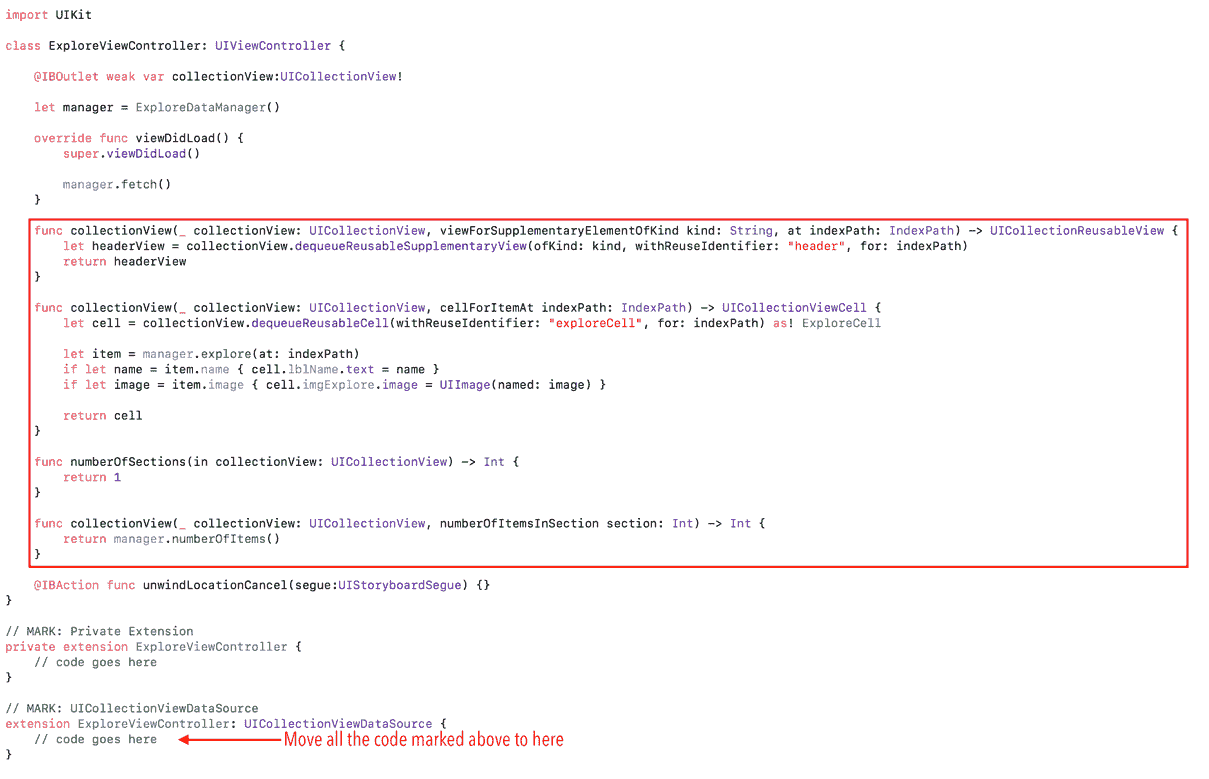 import UIKit
class ExploreViewController: UIViewController {
@IBOutlet weak var collectionView:UICollectionView!
let manager = ExploreDataManager()
override func viewDidLoad() {
super.viewDidLoad()
manager.fetch()
}
func collectionView(_ collectionView: UICollectionView, viewForSupplementaryElementOfKind kind: String, at indexPath: IndexPath) -> UICollectionReusableView {
let headerView = collectionView.dequeueReusableSupplementaryView(ofKind: kind, withReuseIdentifier: "header", for: indexPath)
return headerView
}
func collectionView(_ collectionView: UICollectionView, cellForItemAt indexPath: IndexPath) -> UICollectionViewCell {
let cell = collectionView.dequeueReusableCell(withReuseIdentifier: "exploreCell", for: indexPath) as! ExploreCell
let item = manager.explore(at: indexPath)
if let name = item.name { cell.lblName.text = name }
if let image = item.image { cell.imgExplore.image = UIImage(named: image) }
return cell
}
func numberOfSections(in collectionView: UICollectionView) -> Int {
return 1
}
func collectionView(_ collectionView: UICollectionView, numberOfItemsInSection section: Int) -> Int {
return manager.numberOfItems()
}
@IBAction func unwindLocationCancel(segue:UIStoryboardSegue) {}
}
// MARK: Private Extension
private extension ExploreViewController {
// code goes here
}
// MARK: UICollectionViewDataSource
extension ExploreViewController: UICollectionViewDataSource {
// code goes here Move all the code marked above to here
}